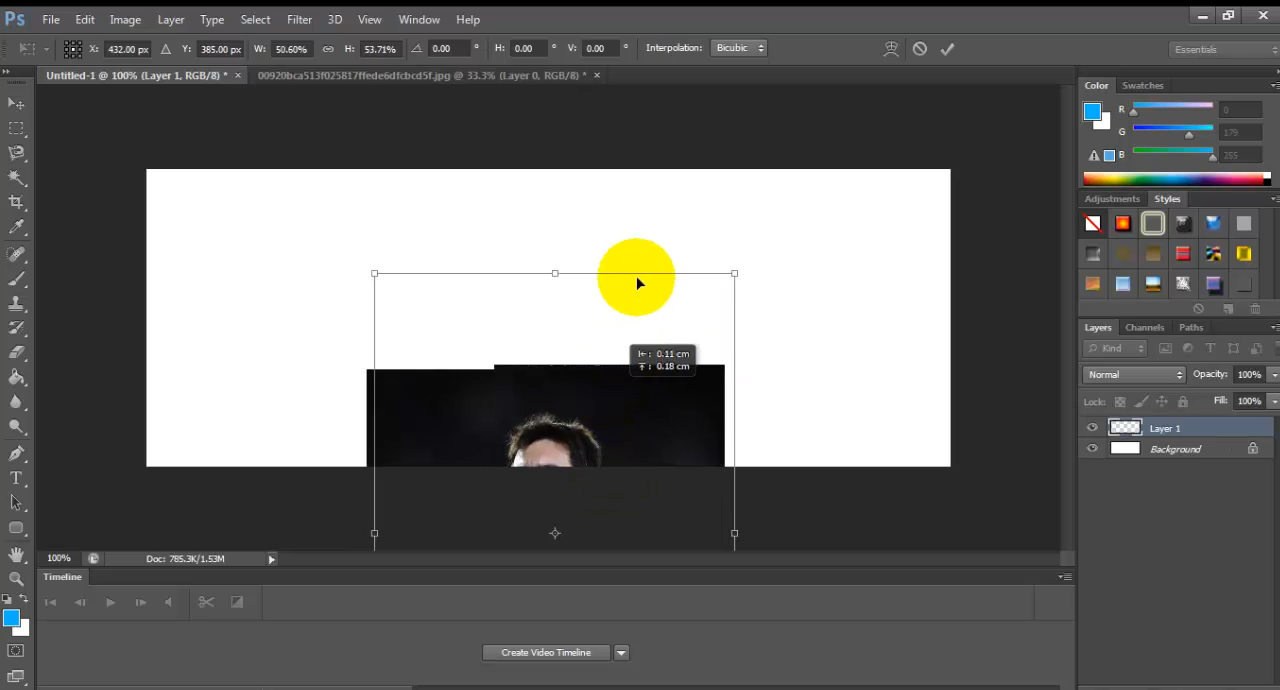 Ps File Edit Image Layer Type Select Filter 3D View Window Help
X: 432.00 px Y: 385.00 px W: 50.60% H: 53.71% 0.00 ° H: 0.00 ° V: 0.00 ° Interpolation: Bicubic Essentials
Untitled-1 @ 100% (Layer 1, RGB/8) * × 00920bca513f025817ffede6dfcbcd5f.jpg @ 33.3% (Layer 0, RGB/8) * ×
Color Swatches
R 0
G 179
B 255
Adjustments Styles
Layers Channels Paths
Kind
Normal Opacity: 100%
Lock: Fill: 100%
Layer 1
Background
: 0.11 cm
: 0.18 cm
100% Doc: 785.3K/1.53M
Timeline
Create Video Timeline